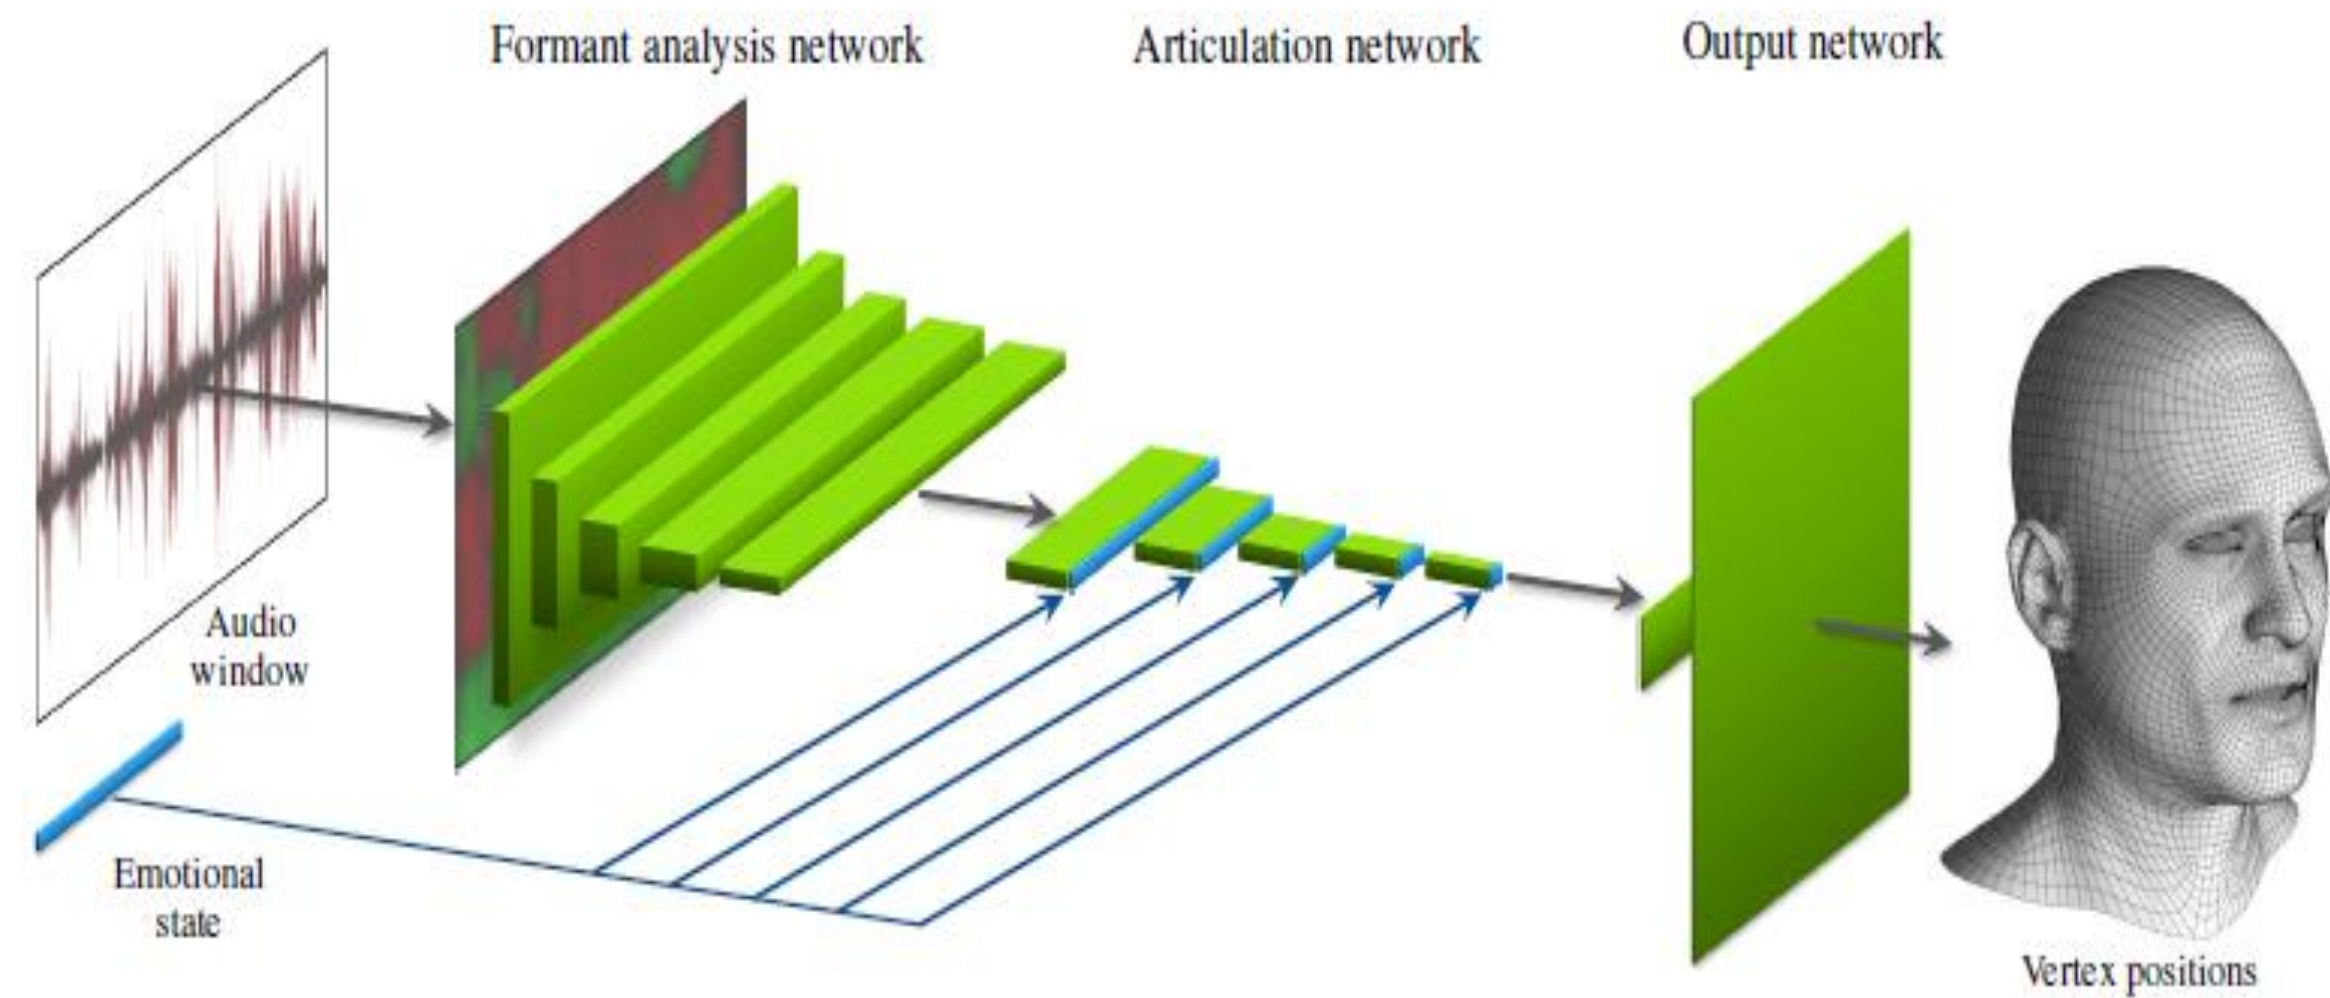 Formant analysis network
Articulation network
Output network
Audio
window
Emotional
state
Vertex positions